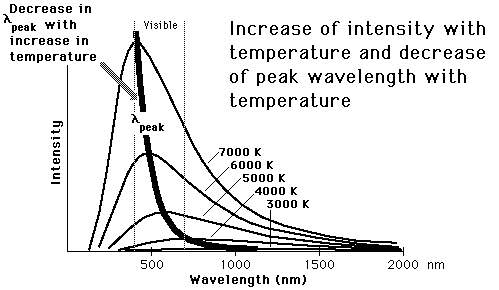 Decrease in
λpeak with
increase in
temperature
Visible
Increase of intensity with
temperature and decrease
of peak wavelength with
temperature
λpeak
7000 K
6000 K
5000 K
4000 K
3000 K
Intensity
500
1000
1500
2000 nm
Wavelength (nm)